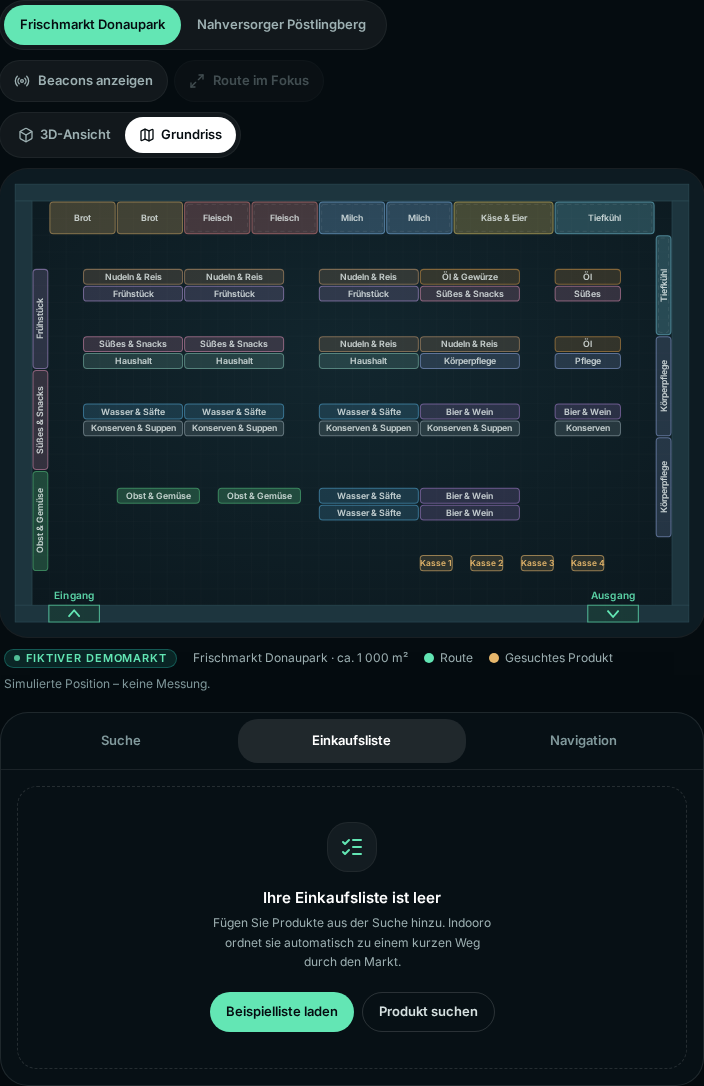 Frischmarkt Donaupark Nahversorger Pöstlingberg
Beacons anzeigen Route im Fokus
3D-Ansicht Grundriss
Brot Brot Fleisch Fleisch Milch Milch Käse & Eier Tiefkühl
Tiefkühl
Frühstück
Nudeln & Reis Nudeln & Reis Nudeln & Reis Öl & Gewürze Öl
Frühstück Frühstück Frühstück Süßes & Snacks Süßes
Süßes & Snacks Süßes & Snacks Nudeln & Reis Nudeln & Reis Öl
Haushalt Haushalt Haushalt Körperpflege Pflege
Körperpflege
Süßes & Snacks
Wasser & Säfte Wasser & Säfte Wasser & Säfte Bier & Wein Bier & Wein
Konserven & Suppen Konserven & Suppen Konserven & Suppen Konserven & Suppen Konserven
Körperpflege
Obst & Gemüse
Obst & Gemüse Obst & Gemüse Wasser & Säfte Bier & Wein
Wasser & Säfte Bier & Wein
Kasse 1 Kasse 2 Kasse 3 Kasse 4
Eingang Ausgang
FIKTIVER DEMOMARKT Frischmarkt Donaupark · ca. 1 000 m² Route Gesuchtes Produkt
Simulierte Position – keine Messung.
Suche Einkaufsliste Navigation
Ihre Einkaufsliste ist leer
Fügen Sie Produkte aus der Suche hinzu. Indooro
ordnet sie automatisch zu einem kurzen Weg
durch den Markt.
Beispielliste laden Produkt suchen